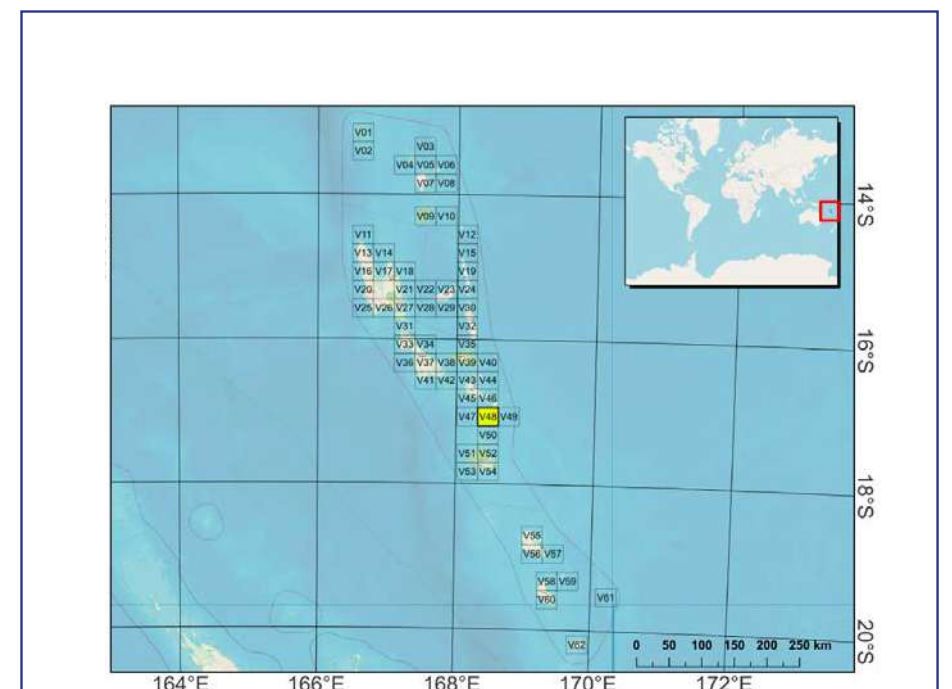 V01
V02 V03
V04 V05 V06
V07 V08
14°S
V09 V10
V11 V12
V13 V14 V15
V16 V17 V18 V19
V20 V21 V22 V23 V24
V25 V26 V27 V28 V29 V30
V31 V32
V33 V34 V35
16°S
V36 V37 V38 V39 V40
V41 V42 V43 V44
V45 V46
V47 V48 V49
V50
V51 V52
V53 V54
18°S
V55
V56 V57
V58 V59
V60 V61
V62
20°S
0 50 100 150 200 250 km
164°E 166°E 168°E 170°E 172°E